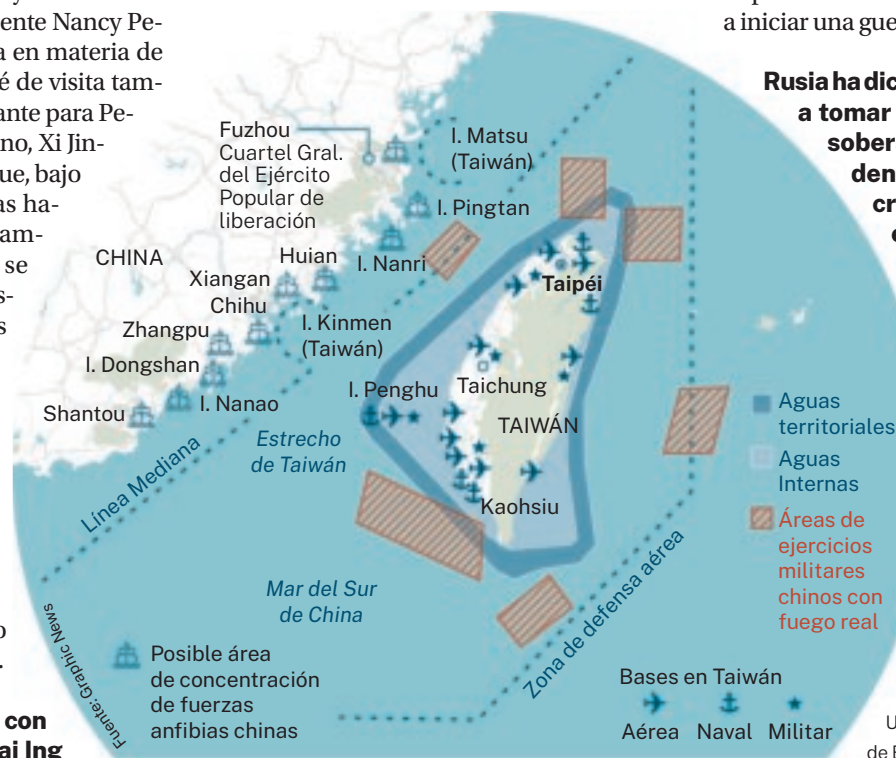 ente Nancy Pe-
a en materia de
é de visita tam-
ante para Pe-
no, Xi Jin-
ue, bajo
as ha-
am-
se
s-
s
o
.
con
ai Ing
a iniciar una gue
Rusia ha dic
a tomar
sober
den
cr
Fuzhou
Cuartel Gral.
del Ejército
Popular de
liberación
I. Matsu
(Taiwán)
I. Pingtan
CHINA
Huian
I. Nanri
Xiangan
Chihu
Taipéi
Zhangpu
I. Kinmen
(Taiwán)
I. Dongshan
I. Penghu
Taichung
Shantou
I. Nanao
TAIWÁN
Estrecho
de Taiwán
Línea Mediana
Kaohsiu
Mar del Sur
de China
Zona de defensa aérea
Aguas
territoriales
Aguas
Internas
Áreas de
ejercicios
militares
chinos con
fuego real
Fuente: Graphic News
Posible área
de concentración
de fuerzas
anfibias chinas
Bases en Taiwán
Aérea Naval Militar
U
de E